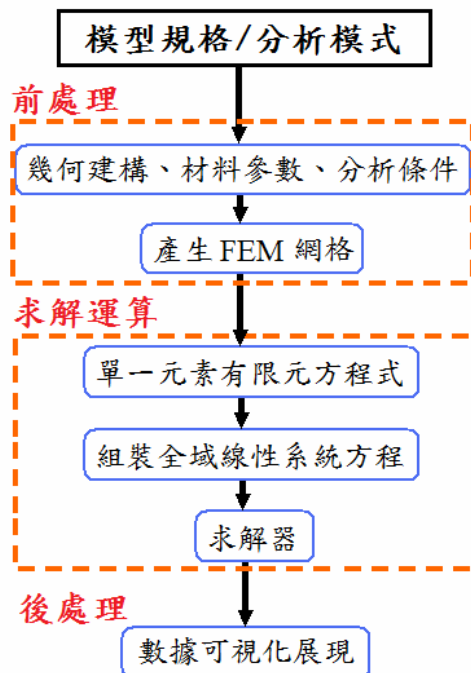 模型規格/分析模式
前處理
幾何建構、材料參數、分析條件
產生 FEM 網格
求解運算
單一元素有限元方程式
組裝全域線性系統方程
求解器
後處理
數據可視化展現